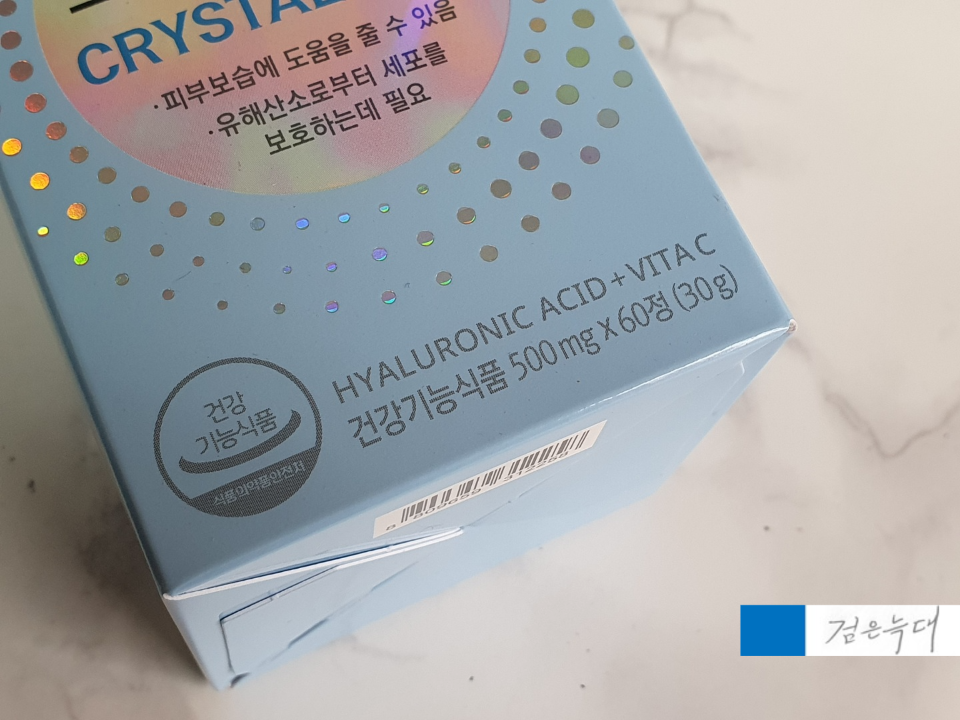 CRYSTAL
·피부보습에 도움을 줄 수 있음
·유해산소로부터 세포를
보호하는데 필요
HYALURONIC ACID+VITA C
건강기능식품 500mg X 60정 (30g)
건강
기능식품
식품의약품안전처
검은늑대